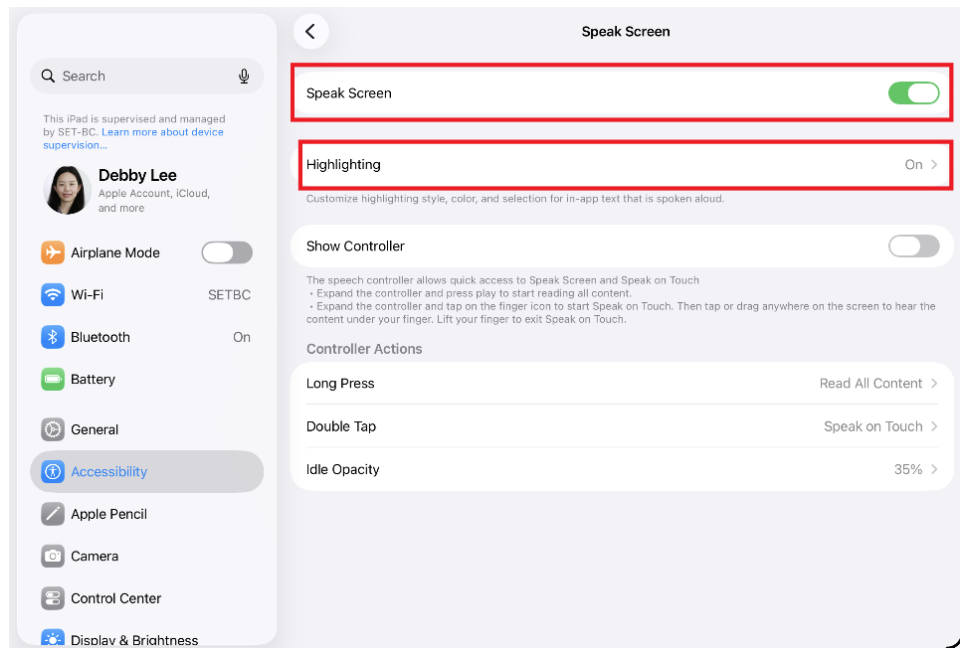 Search
This iPad is supervised and managed
by SET-BC. Learn more about device
supervision...
Debby Lee
Apple Account, iCloud,
and more
Airplane Mode
Wi-Fi SETBC
Bluetooth On
Battery
General
Accessibility
Apple Pencil
Camera
Control Center
Display & Brightness
Speak Screen
Speak Screen
Highlighting On
Customize highlighting style, color, and selection for in-app text that is spoken aloud.
Show Controller
The speech controller allows quick access to Speak Screen and Speak on Touch
• Expand the controller and press play to start reading all content.
• Expand the controller and tap on the finger icon to start Speak on Touch. Then tap or drag anywhere on the screen to hear the
content under your finger. Lift your finger to exit Speak on Touch.
Controller Actions
Long Press Read All Content
Double Tap Speak on Touch
Idle Opacity 35%